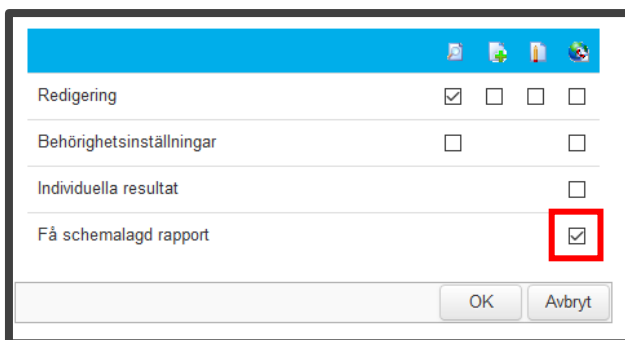 Redigering
Behörighetsinställningar
Individuella resultat
Få schemalagd rapport
OK Avbryt